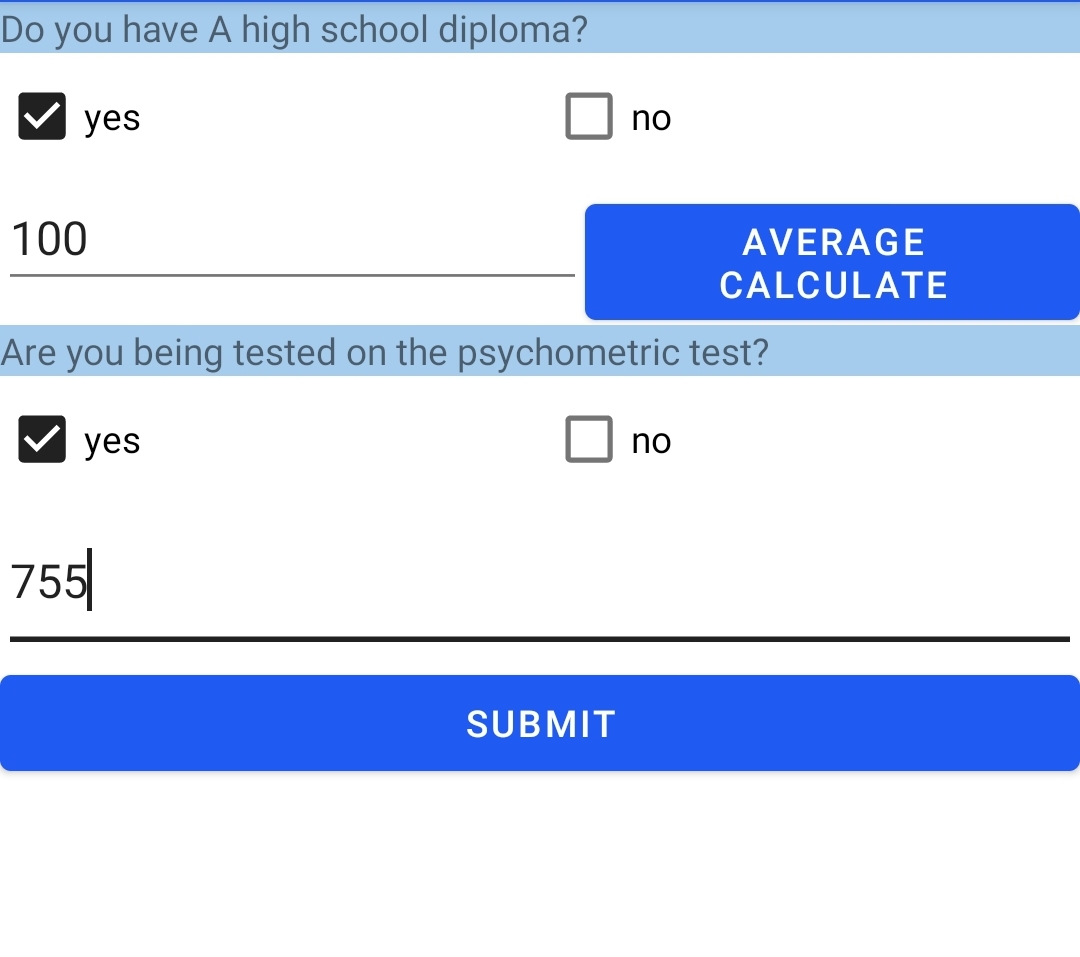 Do you have A high school diploma?
yes
no
100
AVERAGE
CALCULATE
Are you being tested on the psychometric test?
yes
no
755
SUBMIT